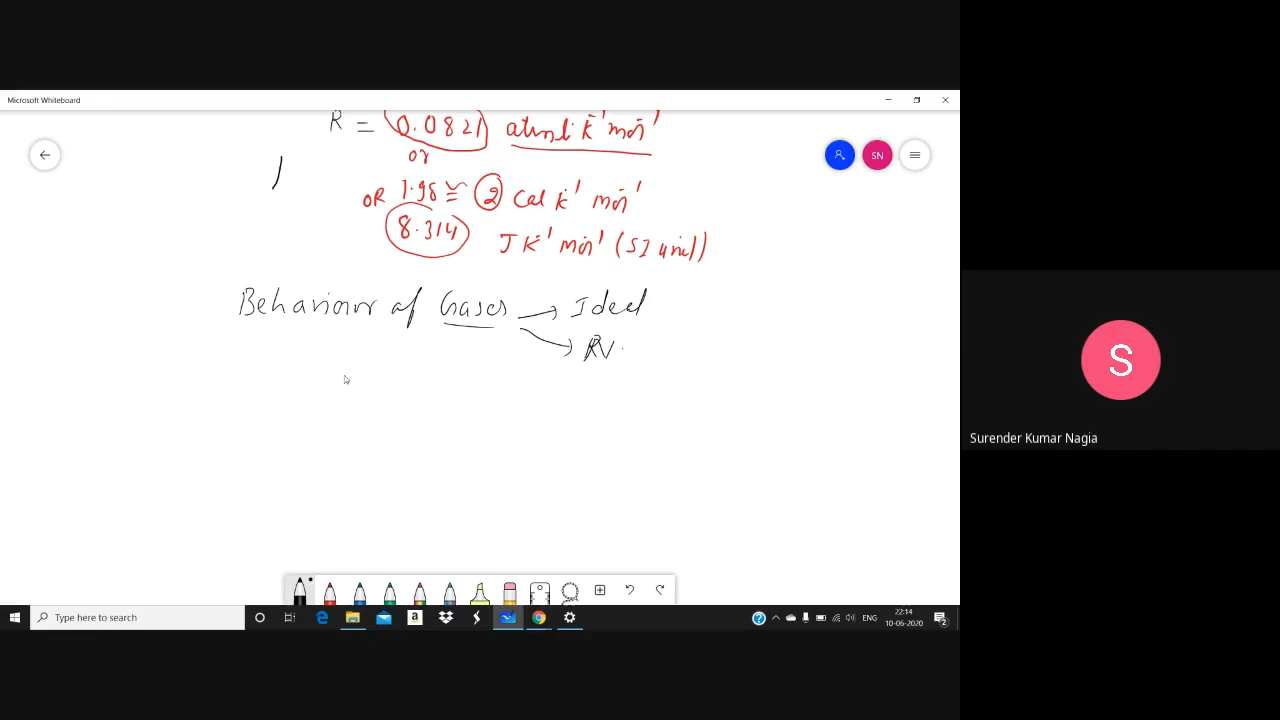 Microsoft Whiteboard
R = 0.0821 atm L K⁻¹ mol⁻¹
or
OR 1.98 ≅ 2 Cal K⁻¹ mol⁻¹
8.314 J K⁻¹ mol⁻¹ (SI unit)
Behaviour of Gases → Ideal
→
SN
S
Surender Kumar Nagia
Type here to search
ENG
22:14
10-06-2020
2